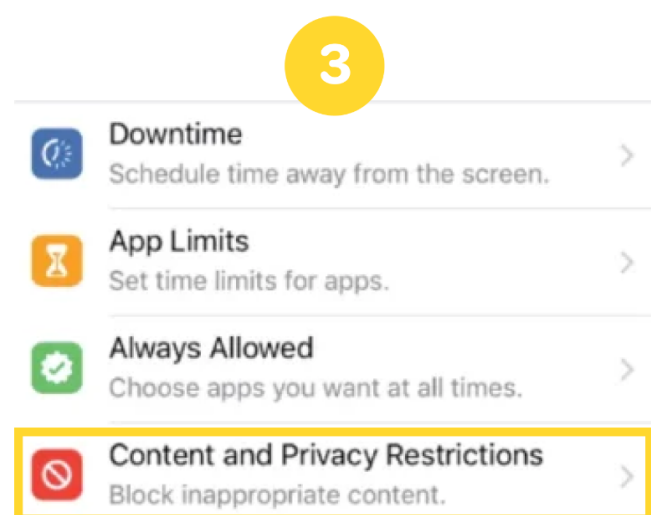 3
Downtime
Schedule time away from the screen.
App Limits
Set time limits for apps.
Always Allowed
Choose apps you want at all times.
Content and Privacy Restrictions
Block inappropriate content.